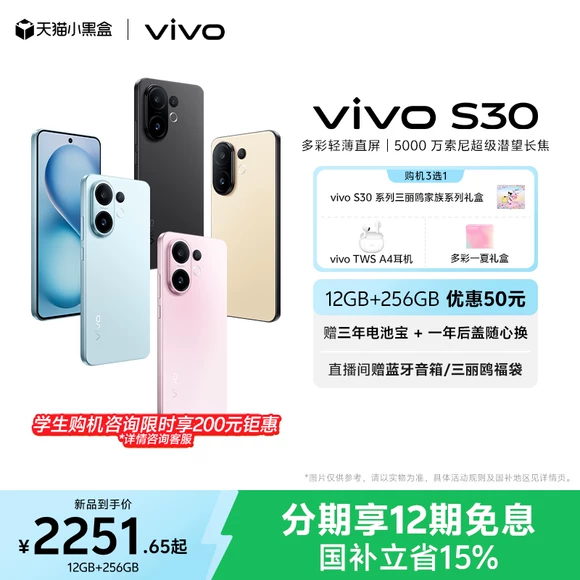 天猫小黑盒 | vivo
vivo S30
多彩轻薄直屏 | 5000 万索尼超级潜望长焦
购机3选1
vivo S30 系列三丽鸥家族系列礼盒
vivo TWS A4耳机
多彩一夏礼盒
12GB+256GB 优惠50元
赠三年电池宝 + 一年后盖随心换
直播间赠蓝牙音箱/三丽鸥福袋
vivo
vivo
学生购机咨询限时享200元钜惠
*详情咨询客服
*图片仅供参考，请以实物为准，具体活动规则及国补地区见详情页。
新品到手价
¥2251.65起
12GB+256GB
分期享12期免息
国补立省15%